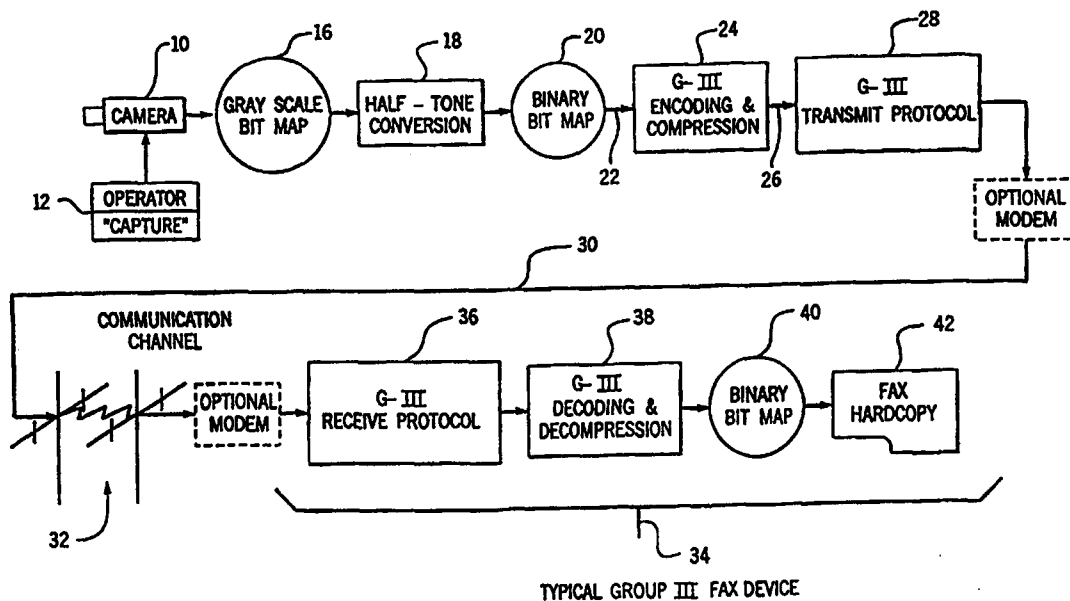 10
CAMERA
12
OPERATOR
"CAPTURE"
16
GRAY SCALE
BIT MAP
18
HALF-TONE
CONVERSION
20
BINARY
BIT MAP
22
24
G-III
ENCODING &
COMPRESSION
26
28
G-III
TRANSMIT PROTOCOL
OPTIONAL
MODEM
30
COMMUNICATION
CHANNEL
32
OPTIONAL
MODEM
36
G-III
RECEIVE PROTOCOL
38
G-III
DECODING &
DECOMPRESSION
40
BINARY
BIT MAP
42
FAX
HARDCOPY
34
TYPICAL GROUP III FAX DEVICE